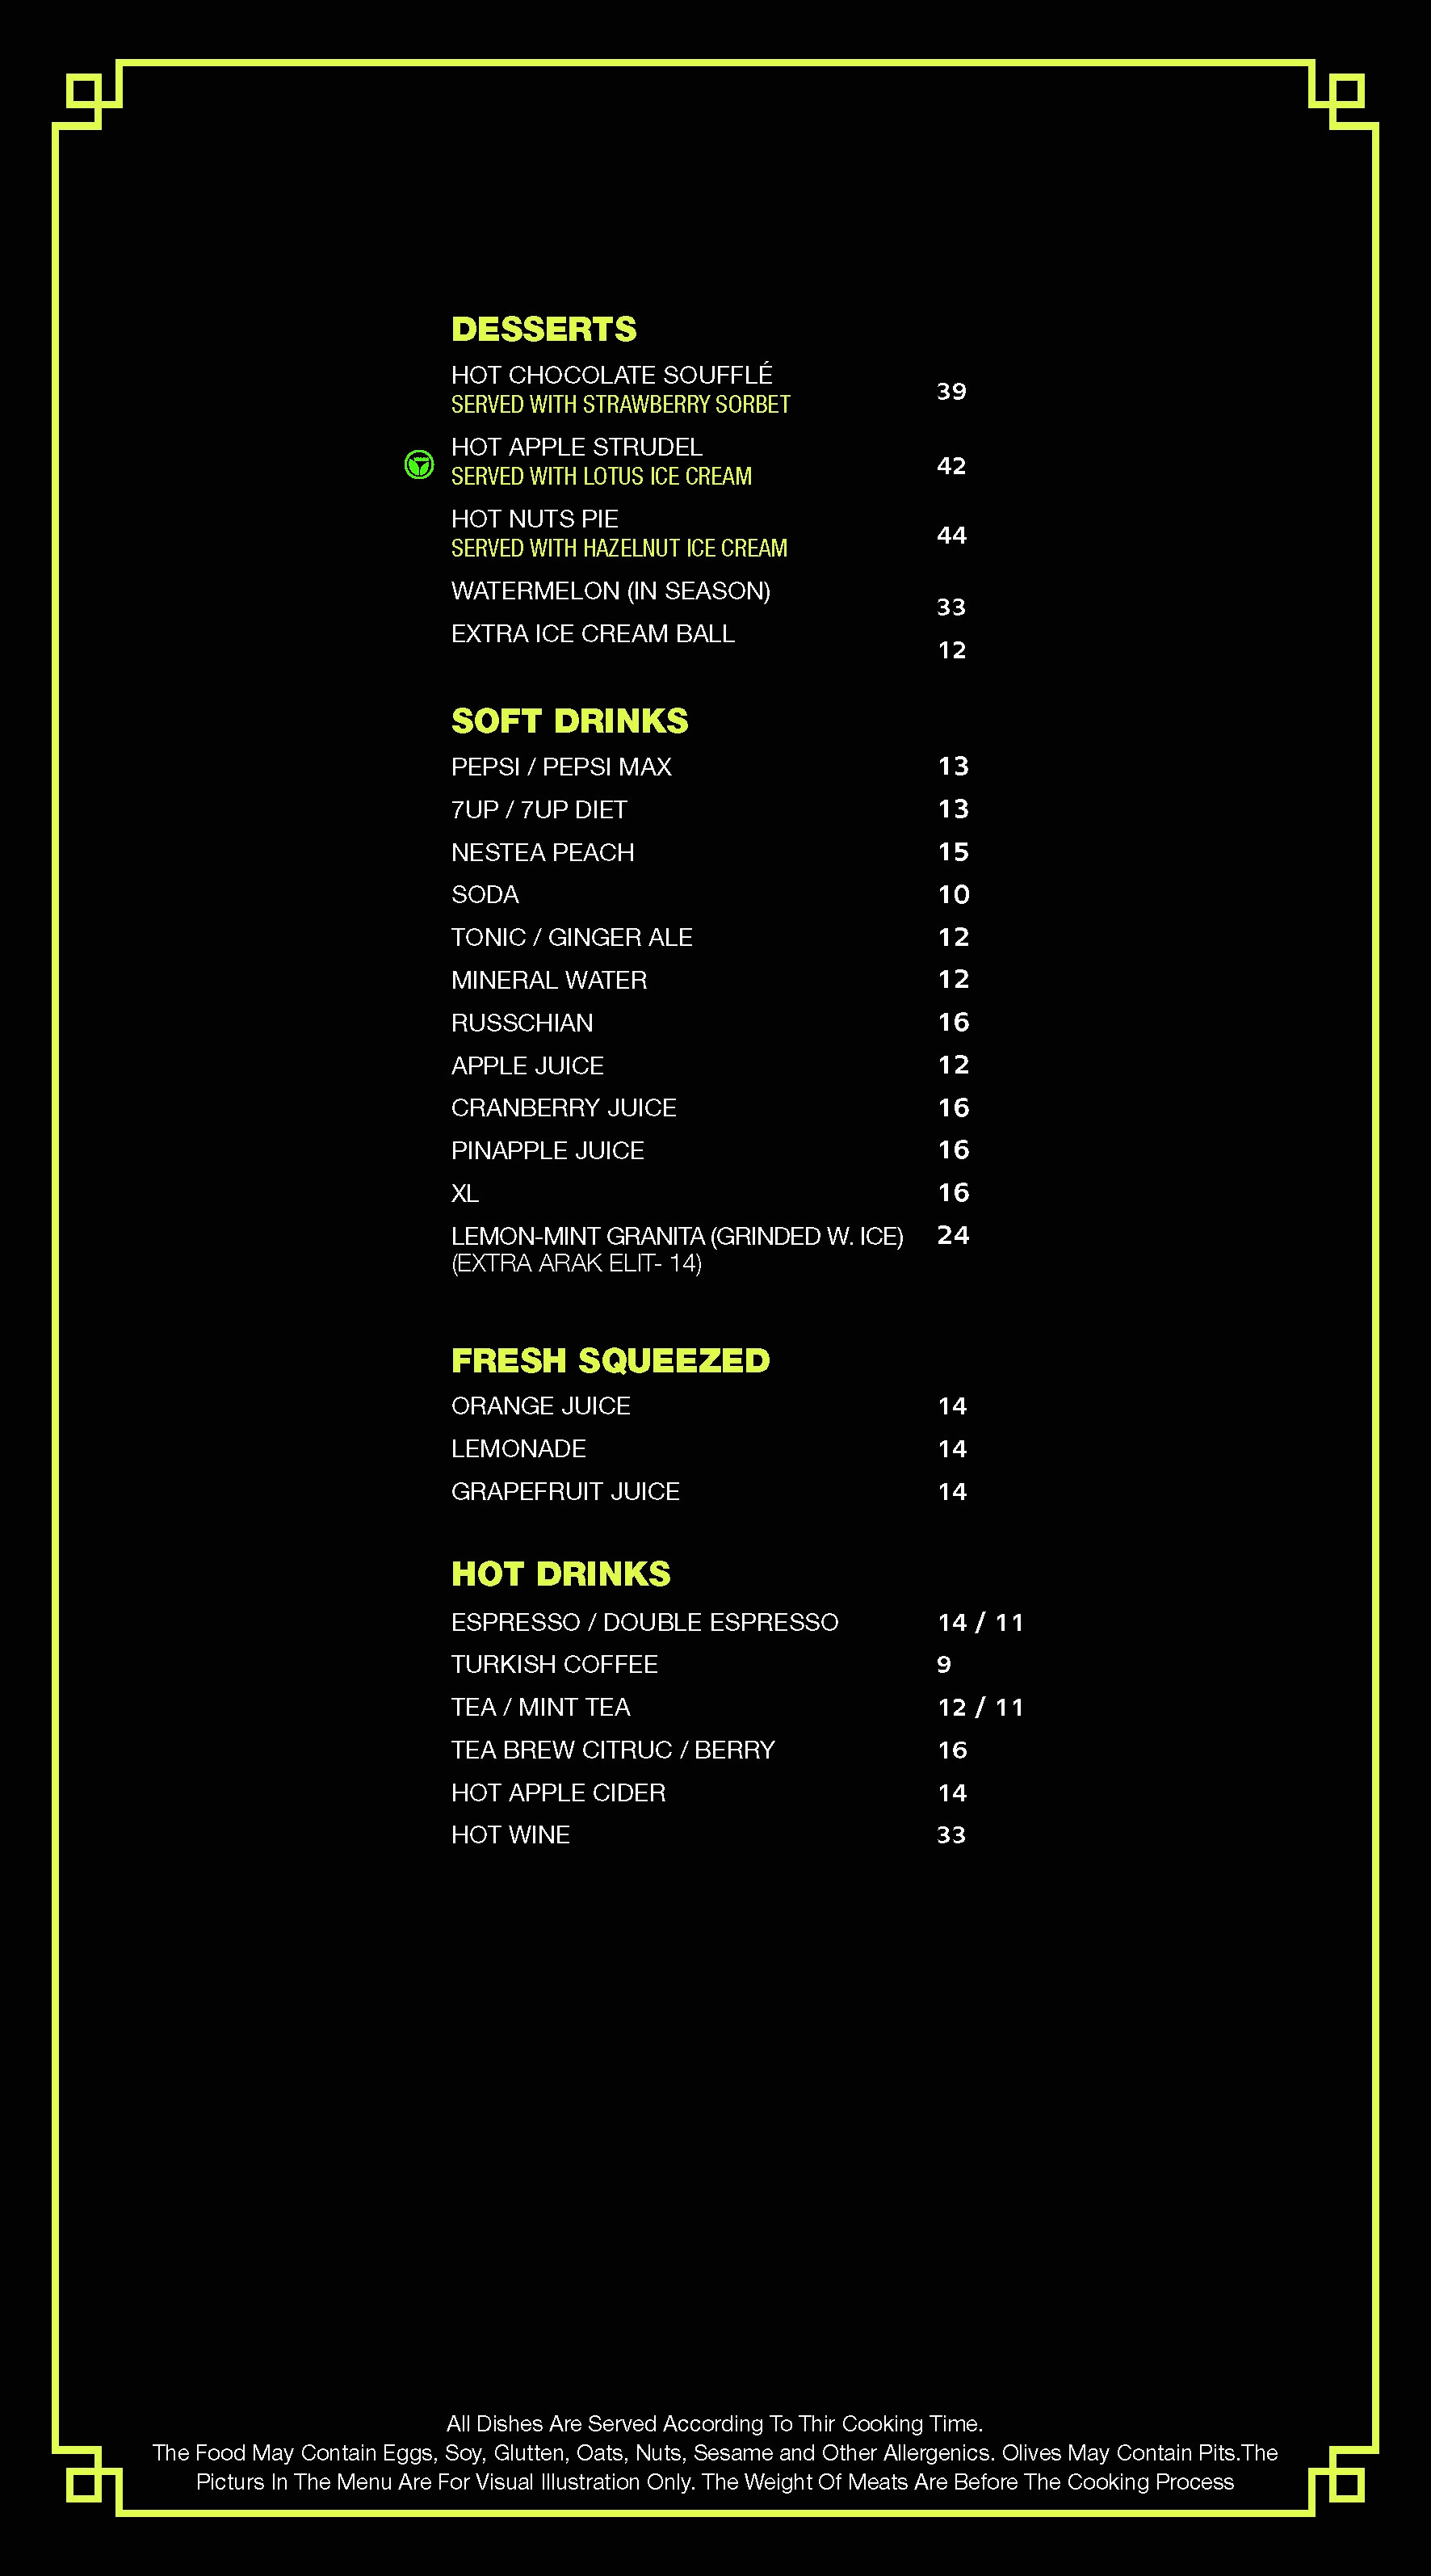 DESSERTS
HOT CHOCOLATE SOUFFLÉ 39
SERVED WITH STRAWBERRY SORBET
HOT APPLE STRUDEL 42
SERVED WITH LOTUS ICE CREAM
HOT NUTS PIE 44
SERVED WITH HAZELNUT ICE CREAM
WATERMELON (IN SEASON) 33
EXTRA ICE CREAM BALL 12
SOFT DRINKS
PEPSI / PEPSI MAX 13
7UP / 7UP DIET 13
NESTEA PEACH 15
SODA 10
TONIC / GINGER ALE 12
MINERAL WATER 12
RUSSCHIAN 16
APPLE JUICE 12
CRANBERRY JUICE 16
PINAPPLE JUICE 16
XL 16
LEMON-MINT GRANITA (GRINDED W. ICE) 24
(EXTRA ARAK ELIT- 14)
FRESH SQUEEZED
ORANGE JUICE 14
LEMONADE 14
GRAPEFRUIT JUICE 14
HOT DRINKS
ESPRESSO / DOUBLE ESPRESSO 14 / 11
TURKISH COFFEE 9
TEA / MINT TEA 12 / 11
TEA BREW CITRUC / BERRY 16
HOT APPLE CIDER 14
HOT WINE 33
All Dishes Are Served According To Thir Cooking Time.
The Food May Contain Eggs, Soy, Glutten, Oats, Nuts, Sesame and Other Allergenics. Olives May Contain Pits.The
Picturs In The Menu Are For Visual Illustration Only. The Weight Of Meats Are Before The Cooking Process